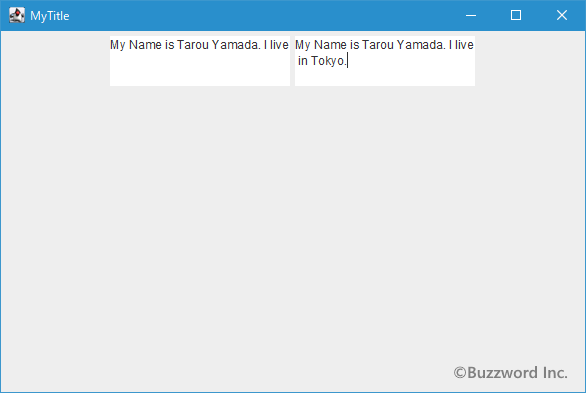 MyTitle
My Name is Tarou Yamada. I live
My Name is Tarou Yamada. I live
in Tokyo.
©Buzzword Inc.